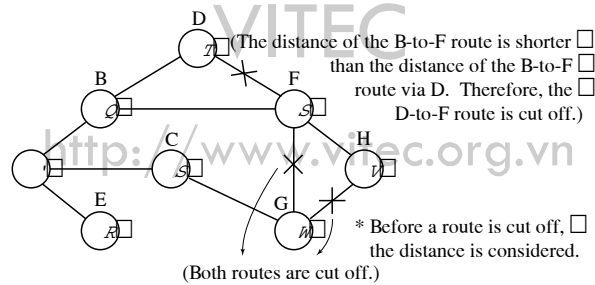 VITEC
D
T
(The distance of the B-to-F route is shorter
than the distance of the B-to-F
route via D. Therefore, the
D-to-F route is cut off.)
B
Q
F
S
C
S
H
V
http://www.vitec.org.vn
E
R
G
W
* Before a route is cut off,
the distance is considered.
(Both routes are cut off.)